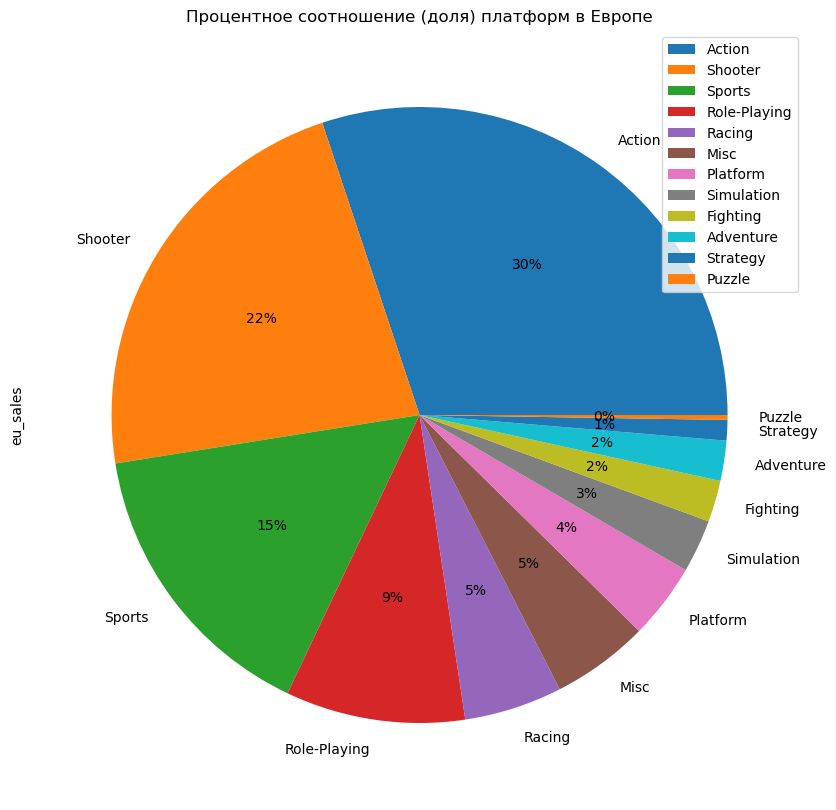 Процентное соотношение (доля) платформ в Европе
Action
Shooter
Sports
Role-Playing
Racing
Misc
Platform
Simulation
Fighting
Adventure
Strategy
Puzzle
Action
30%
Shooter
22%
eu_sales
0%
Puzzle
1%
Strategy
2%
Adventure
2%
Fighting
3%
Simulation
15%
4%
5%
Platform
9%
5%
Sports
Misc
Racing
Role-Playing